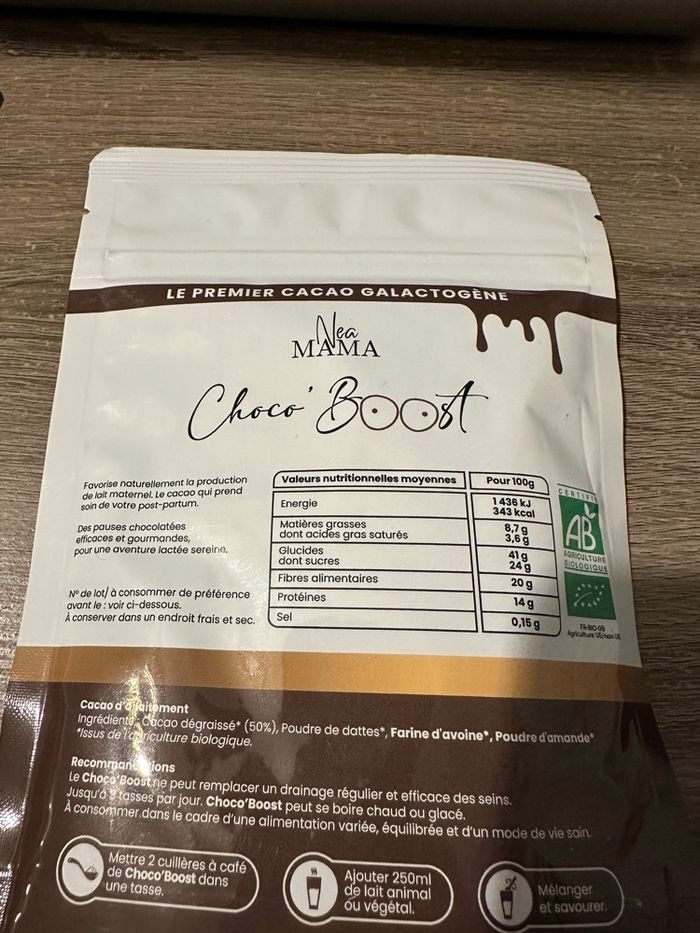 LE PREMIER CACAO GALACTOGÈNE
Nea
MAMA
Choco' Boost
Favorise naturellement la production
de lait maternel. Le cacao qui prend
soin de votre post-partum.
Des pauses chocolatées
efficaces et gourmandes,
pour une aventure lactée sereine.
N° de lot/ à consommer de préférence
avant le : voir ci-dessous.
À conserver dans un endroit frais et sec.
Valeurs nutritionnelles moyennes Pour 100g
Energie 1 436 kJ
343 kcal
Matières grasses 8,7 g
dont acides gras saturés 3,6 g
Glucides 41 g
dont sucres 24 g
Fibres alimentaires 20 g
Protéines 14 g
Sel 0,15 g
CERTIFIÉ
AB
AGRICULTURE
BIOLOGIQUE
FR-BIO-09
Agriculture UE/non UE
Cacao d'allaitement
Ingrédients : Cacao dégraissé* (50%), Poudre de dattes*, Farine d'avoine*, Poudre d'amande*
*Issus de l'agriculture biologique.
Recommandations
Le Choco'Boost ne peut remplacer un drainage régulier et efficace des seins.
Jusqu'à 3 tasses par jour. Choco'Boost peut se boire chaud ou glacé.
À consommer dans le cadre d'une alimentation variée, équilibrée et d'un mode de vie sain.
Mettre 2 cuillères à café
de Choco'Boost dans
une tasse.
Ajouter 250ml
de lait animal
ou végétal.
Mélanger
et savourer.